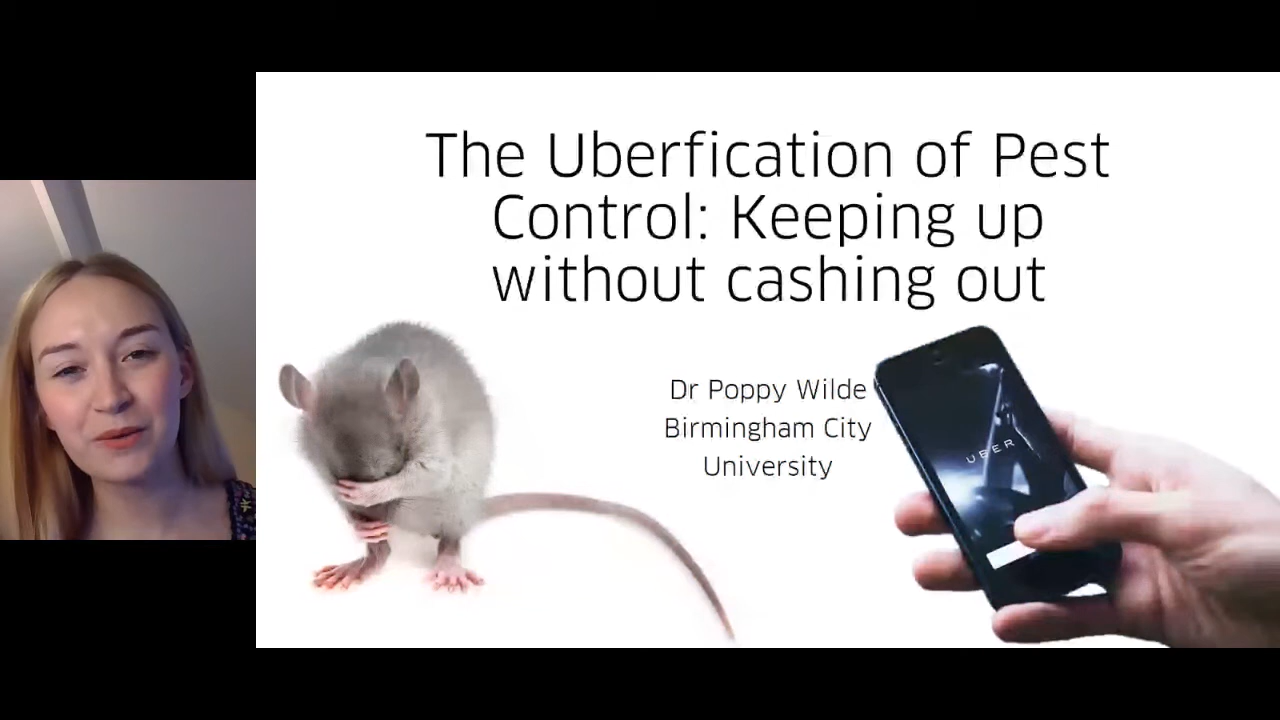 The Uberfication of Pest
Control: Keeping up
without cashing out
Dr Poppy Wilde
Birmingham City
University
UBER